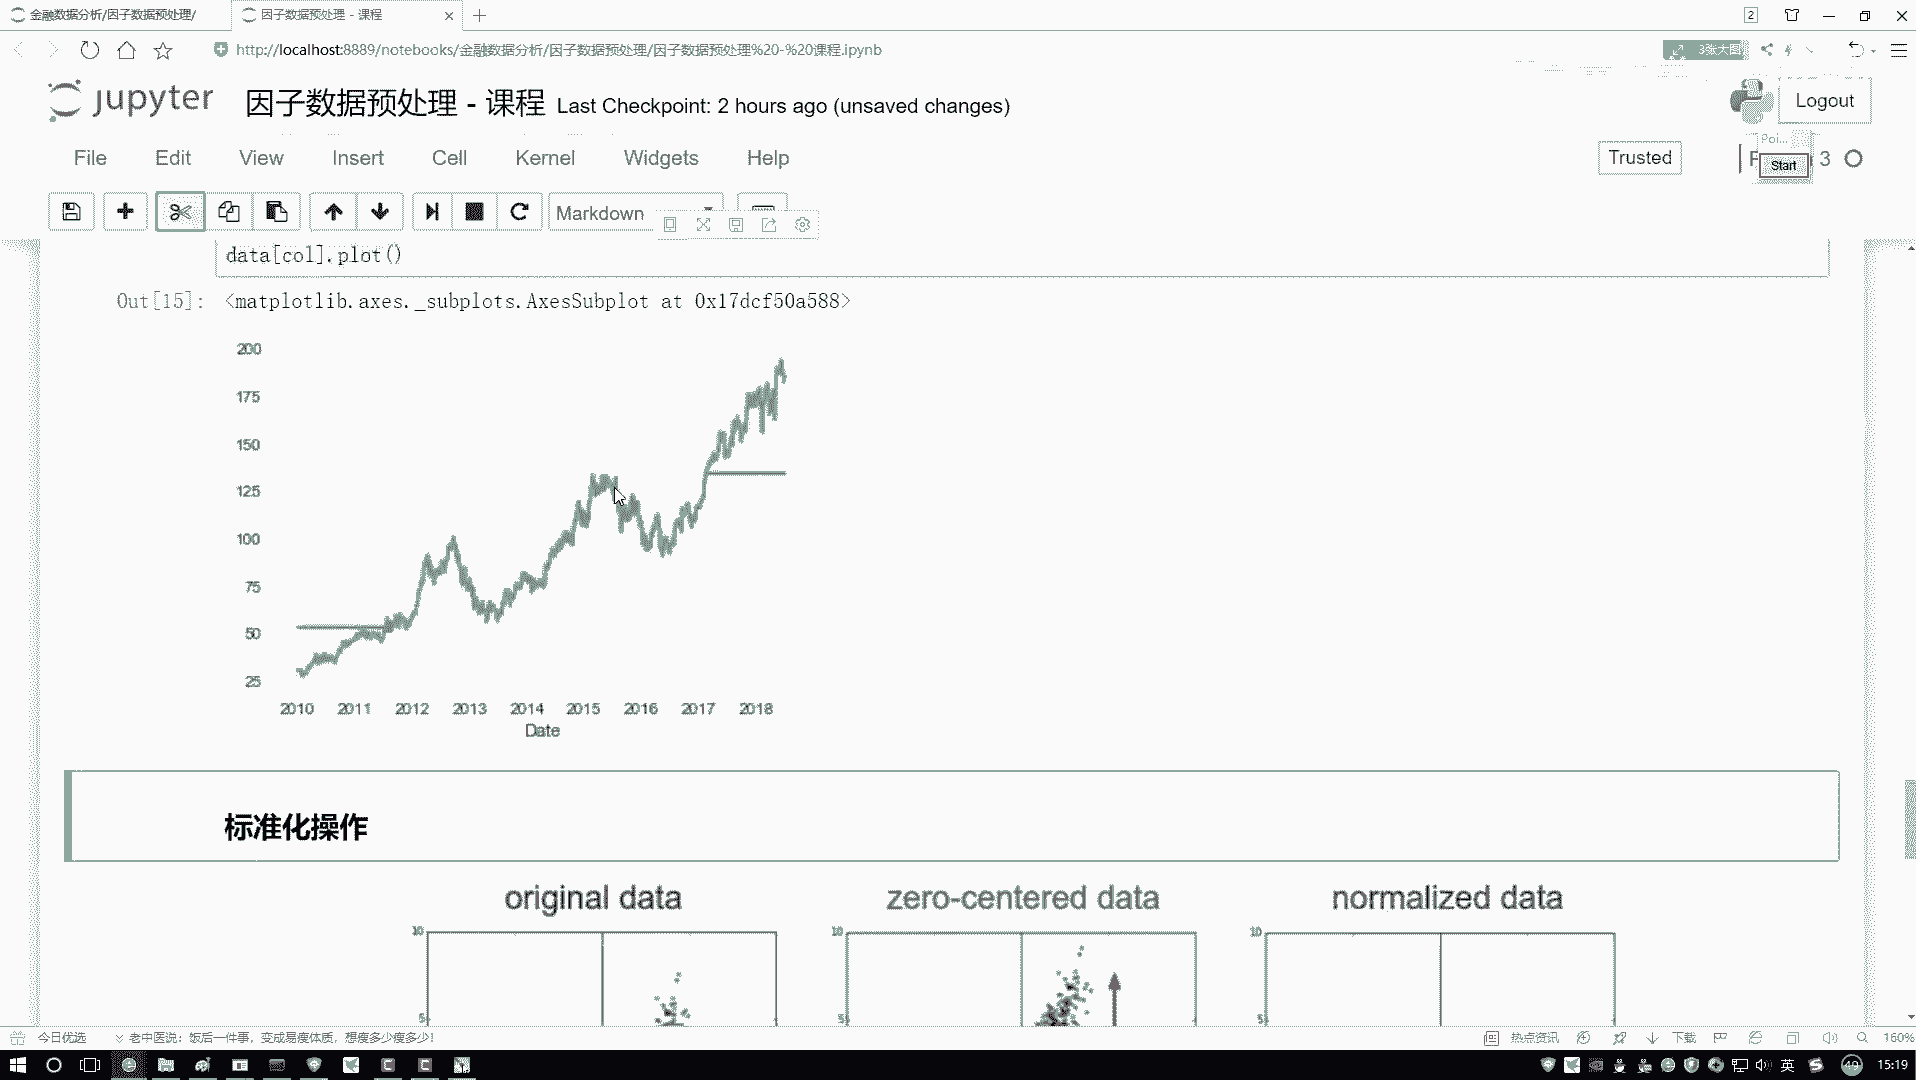 金融数据分析/因子数据预处理/
因子数据预处理 - 课程
2
http://localhost:8889/notebooks/金融数据分析/因子数据预处理/因子数据预处理%20-%20课程.ipynb
3张大图
jupyter
因子数据预处理 - 课程 Last Checkpoint: 2 hours ago (unsaved changes)
Logout
File Edit View Insert Cell Kernel Widgets Help
Trusted
Poi...
Start
3
Markdown
data[col].plot()
Out[15]: <matplotlib.axes._subplots.AxesSubplot at 0x17dcf50a588>
200
175
150
125
100
75
50
25
2010 2011 2012 2013 2014 2015 2016 2017 2018
Date
标准化操作
original data
zero-centered data
normalized data
10
10
10
5
5
5
今日优选
老中医说：饭后一件事，变成易瘦体质，想瘦多少瘦多少！
热点资讯
下载
160%
英
49
15:19